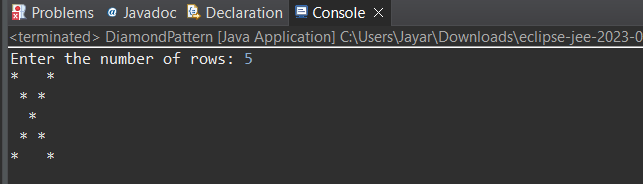 Problems @ Javadoc Declaration Console ×
<terminated> DiamondPattern [Java Application] C:\Users\Jayar\Downloads\eclipse-jee-2023-0
Enter the number of rows: 5
*   *
 * *
  *
 * *
*   *